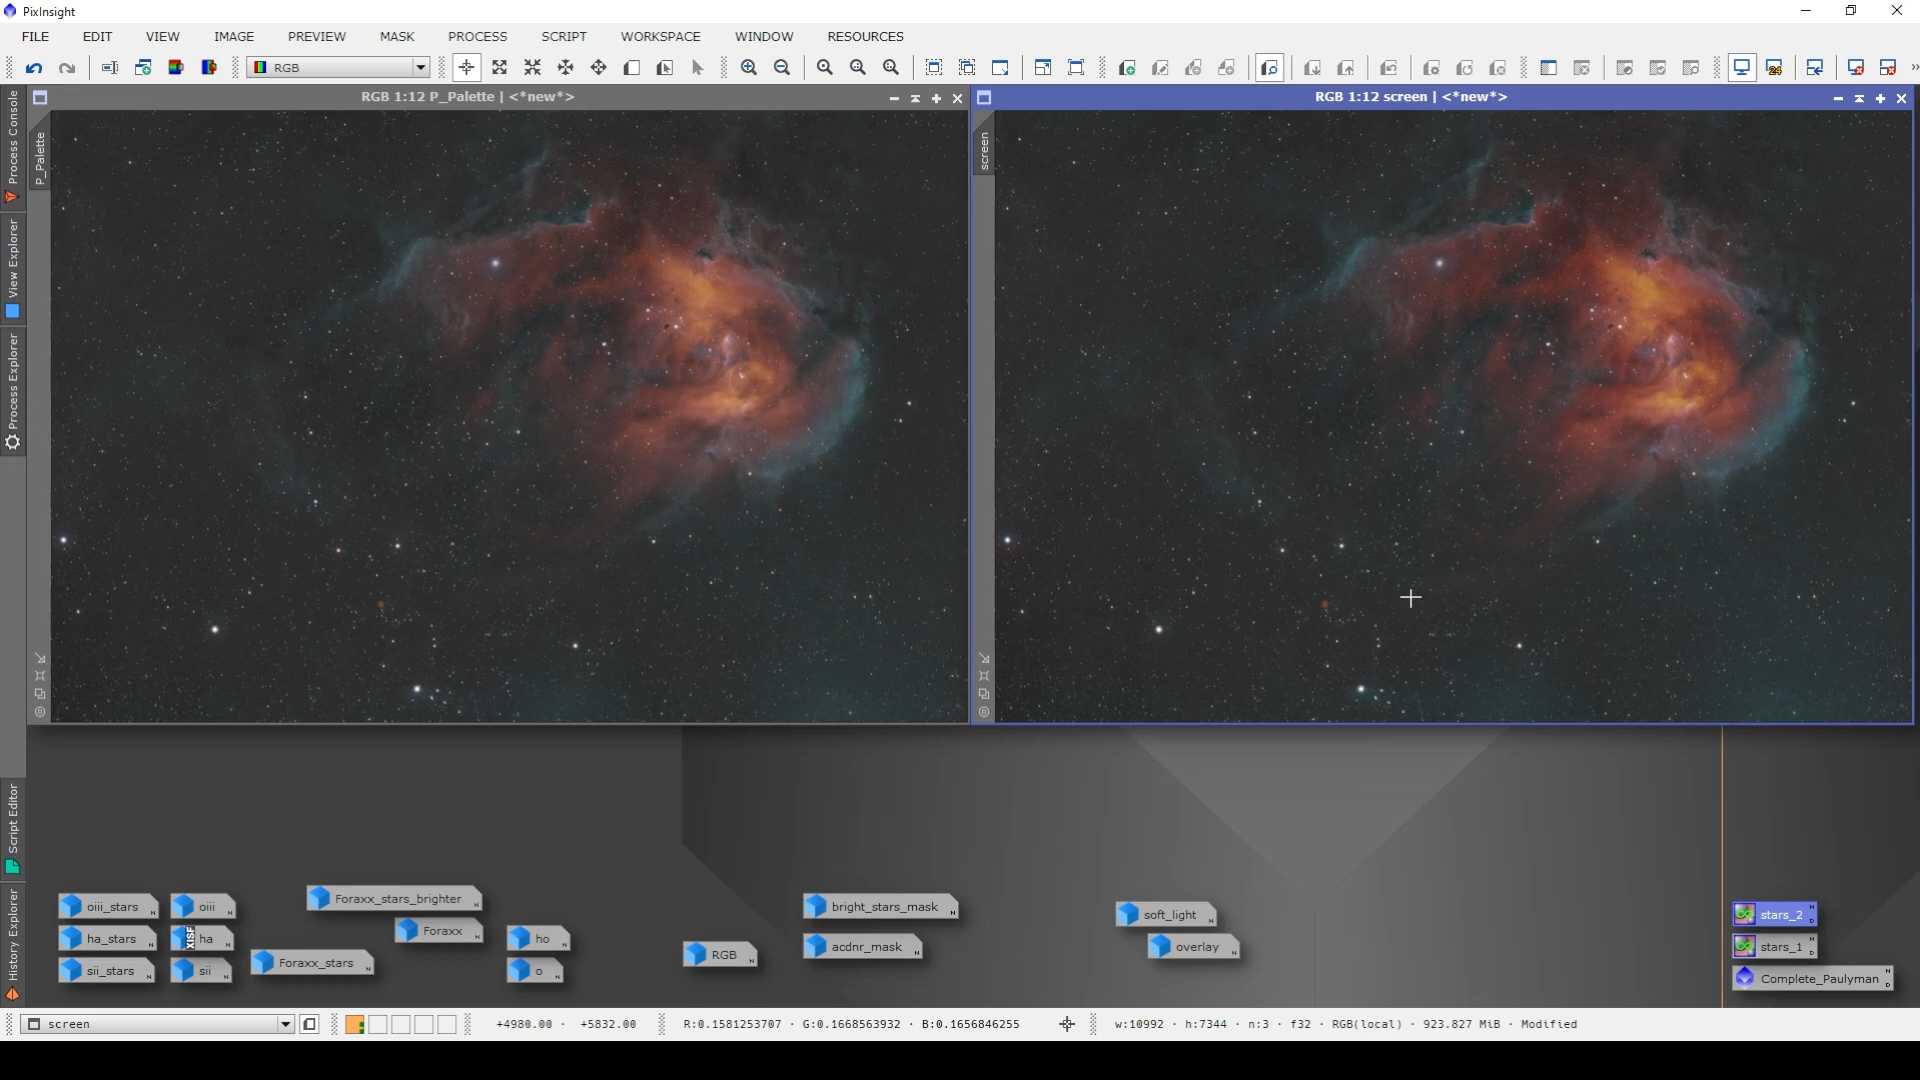 PixInsight
FILE EDIT VIEW IMAGE PREVIEW MASK PROCESS SCRIPT WORKSPACE WINDOW RESOURCES
RGB
24
RGB 1:12 P_Palette | <*new*>
RGB 1:12 screen | <*new*>
P_Palette
screen
Process Console
View Explorer
Process Explorer
Script Editor
History Explorer
oiii_stars
oiii
Foraxx_stars_brighter
bright_stars_mask
soft_light
stars_2
ha_stars
XISF
ha
Foraxx
ho
acdnr_mask
overlay
stars_1
sii_stars
sii
Foraxx_stars
o
RGB
Complete_Paulyman
screen
+4980.00 · +5832.00
R:0.1581253707 · G:0.1668563932 · B:0.1656846255
w:10992 · h:7344 · n:3 · f32 · RGB(local) · 923.827 MiB · Modified